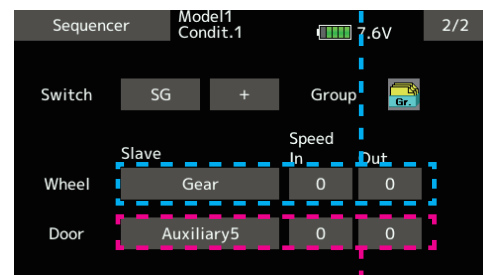 Sequencer Model1 2/2
Condit.1 7.6V
Switch SG + Group Gr.
Speed
Slave In Out
Wheel Gear 0 0
Door Auxiliary5 0 0